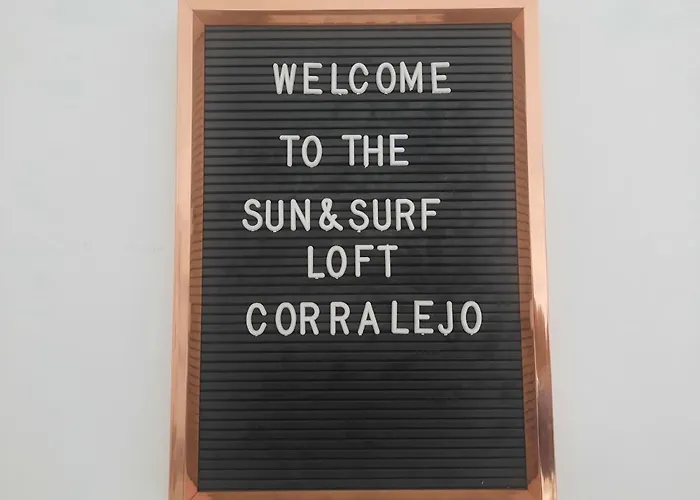 WELCOME
TO THE
SUN&SURF
LOFT
CORRALEJO